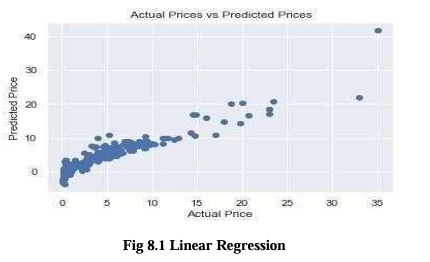 Actual Prices vs Predicted Prices
40
30
20
10
0
Predicted Price
0 5 10 15 20 25 30 35
Actual Price
Fig 8.1 Linear Regression